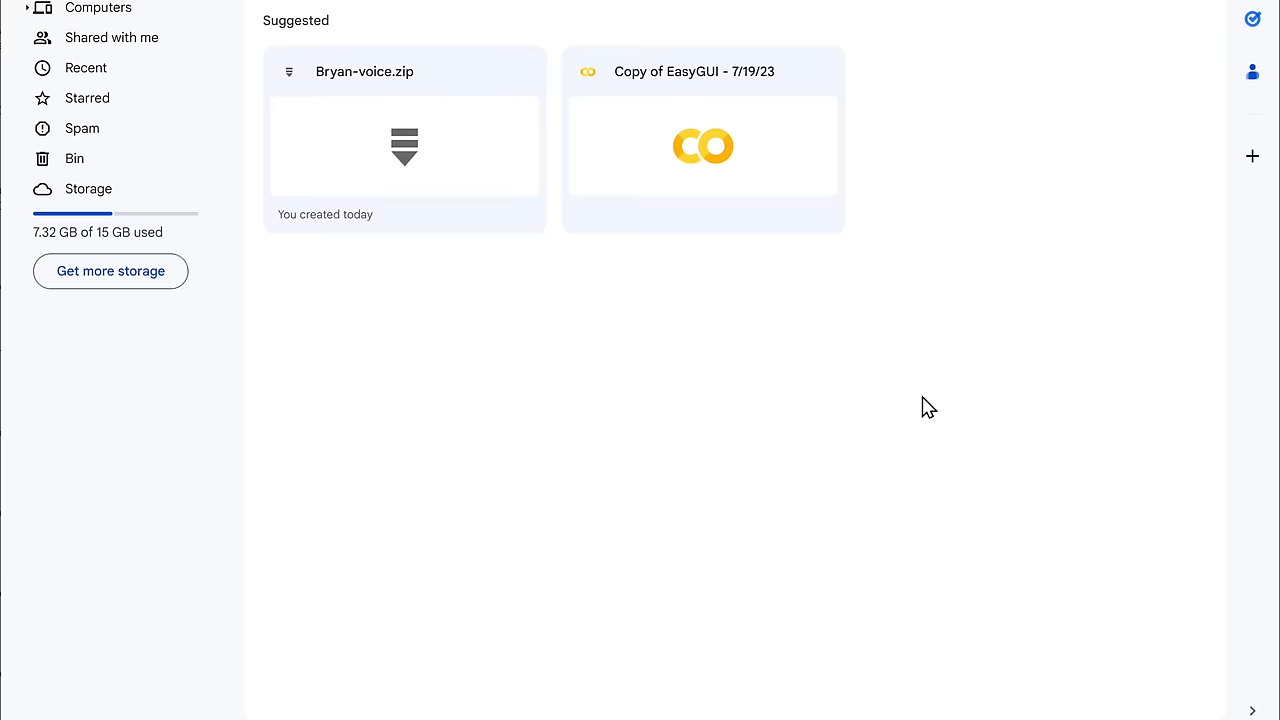 Computers
Shared with me
Recent
Starred
Spam
Bin
Storage
7.32 GB of 15 GB used
Get more storage
Suggested
Bryan-voice.zip
You created today
Copy of EasyGUI - 7/19/23